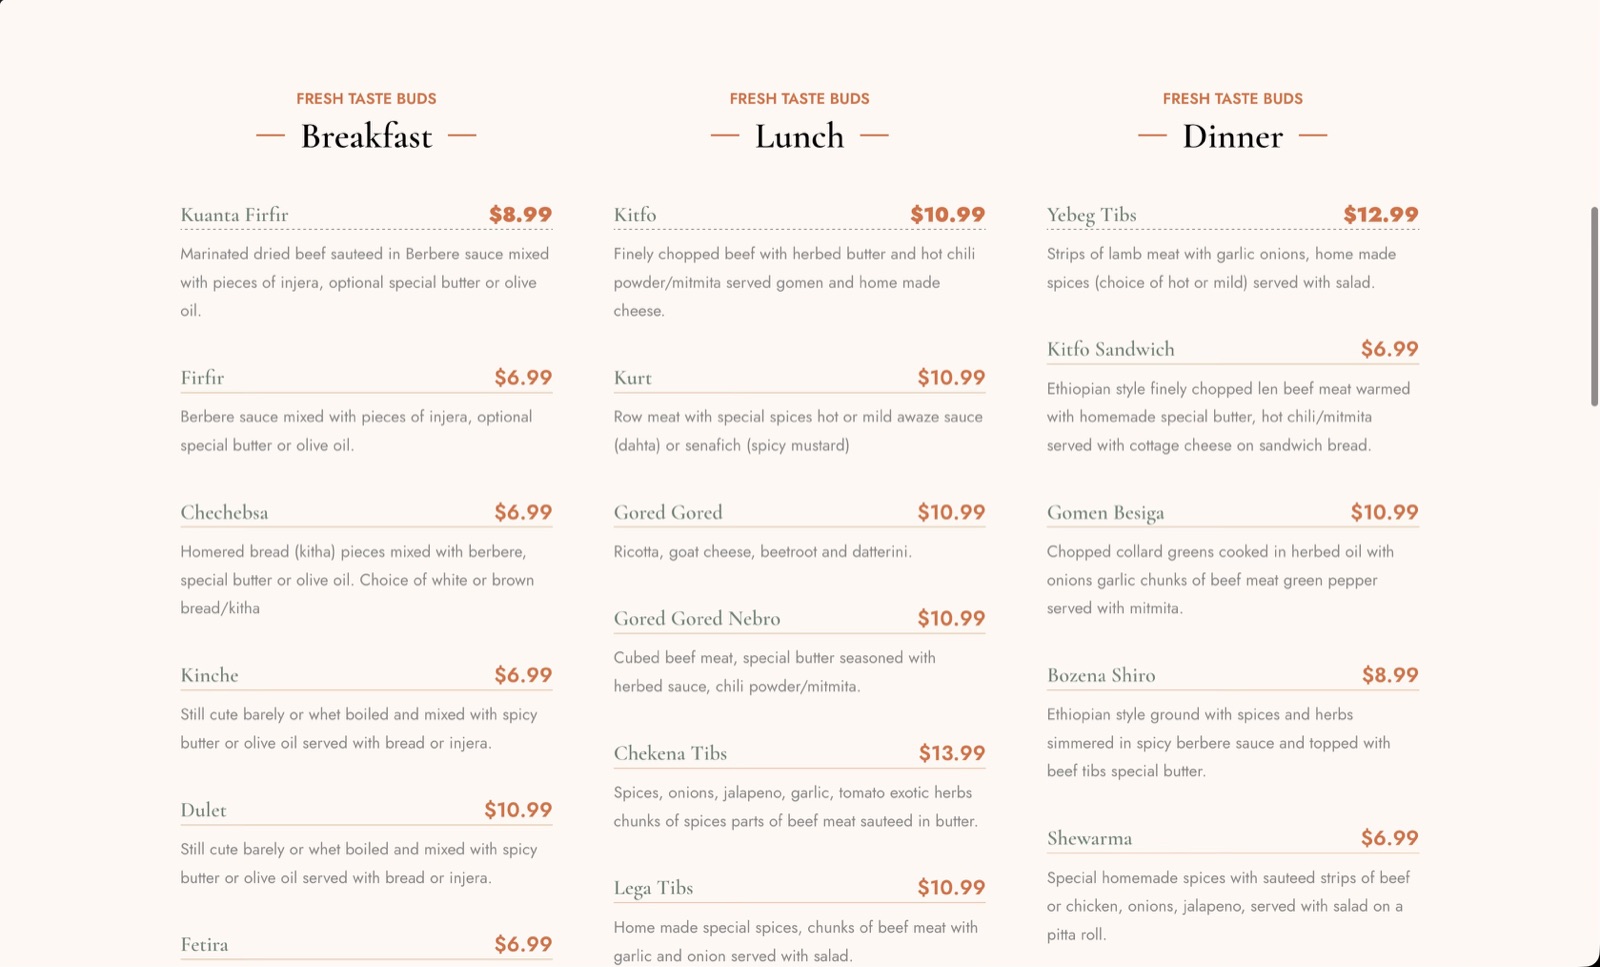 FRESH TASTE BUDS
Breakfast
Kuanta Firfir $8.99
Marinated dried beef sauteed in Berbere sauce mixed
with pieces of injera, optional special butter or olive
oil.
Firfir $6.99
Berbere sauce mixed with pieces of injera, optional
special butter or olive oil.
Chechebsa $6.99
Homered bread (kitha) pieces mixed with berbere,
special butter or olive oil. Choice of white or brown
bread/kitha
Kinche $6.99
Still cute barely or whet boiled and mixed with spicy
butter or olive oil served with bread or injera.
Dulet $10.99
Still cute barely or whet boiled and mixed with spicy
butter or olive oil served with bread or injera.
Fetira $6.99
FRESH TASTE BUDS
Lunch
Kitfo $10.99
Finely chopped beef with herbed butter and hot chili
powder/mitmita served gomen and home made
cheese.
Kurt $10.99
Row meat with special spices hot or mild awaze sauce
(dahta) or senafich (spicy mustard)
Gored Gored $10.99
Ricotta, goat cheese, beetroot and datterini.
Gored Gored Nebro $10.99
Cubed beef meat, special butter seasoned with
herbed sauce, chili powder/mitmita.
Chekena Tibs $13.99
Spices, onions, jalapeno, garlic, tomato exotic herbs
chunks of spices parts of beef meat sauteed in butter.
Lega Tibs $10.99
Home made special spices, chunks of beef meat with
garlic and onion served with salad.
FRESH TASTE BUDS
Dinner
Yebeg Tibs $12.99
Strips of lamb meat with garlic onions, home made
spices (choice of hot or mild) served with salad.
Kitfo Sandwich $6.99
Ethiopian style finely chopped len beef meat warmed
with homemade special butter, hot chili/mitmita
served with cottage cheese on sandwich bread.
Gomen Besiga $10.99
Chopped collard greens cooked in herbed oil with
onions garlic chunks of beef meat green pepper
served with mitmita.
Bozena Shiro $8.99
Ethiopian style ground with spices and herbs
simmered in spicy berbere sauce and topped with
beef tibs special butter.
Shewarma $6.99
Special homemade spices with sauteed strips of beef
or chicken, onions, jalapeno, served with salad on a
pitta roll.